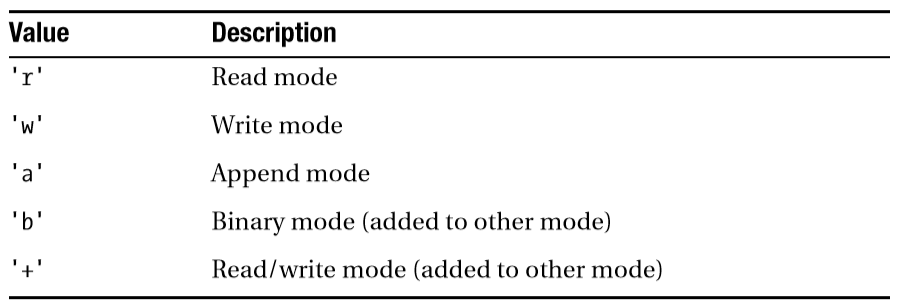 Value Description
'r' Read mode
'w' Write mode
'a' Append mode
'b' Binary mode (added to other mode)
'+' Read/write mode (added to other mode)